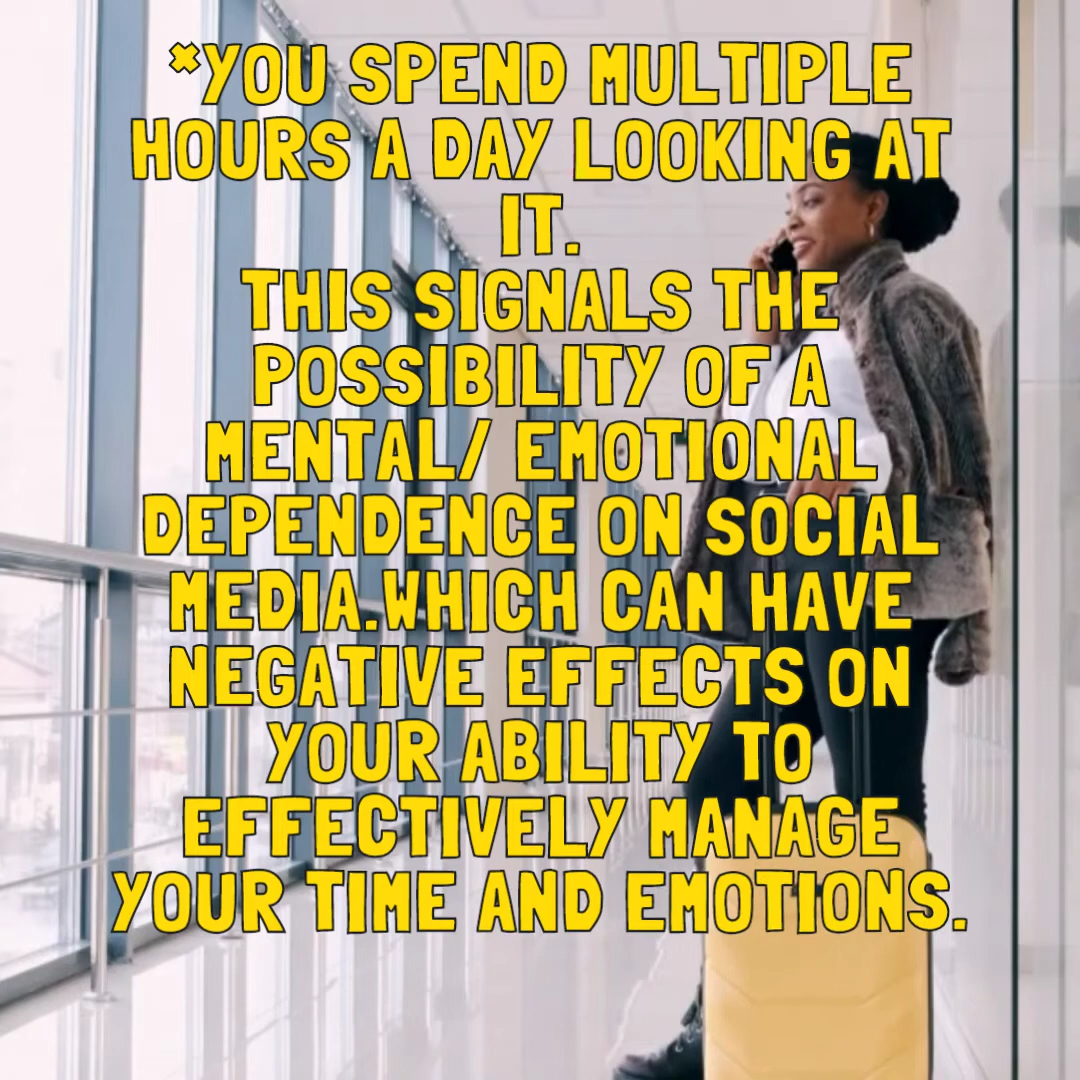 *YOU SPEND MULTIPLE
HOURS A DAY LOOKING AT
IT.
THIS SIGNALS THE
POSSIBILITY OF A
MENTAL/ EMOTIONAL
DEPENDENCE ON SOCIAL
MEDIA.WHICH CAN HAVE
NEGATIVE EFFECTS ON
YOUR ABILITY TO
EFFECTIVELY MANAGE
YOUR TIME AND EMOTIONS.